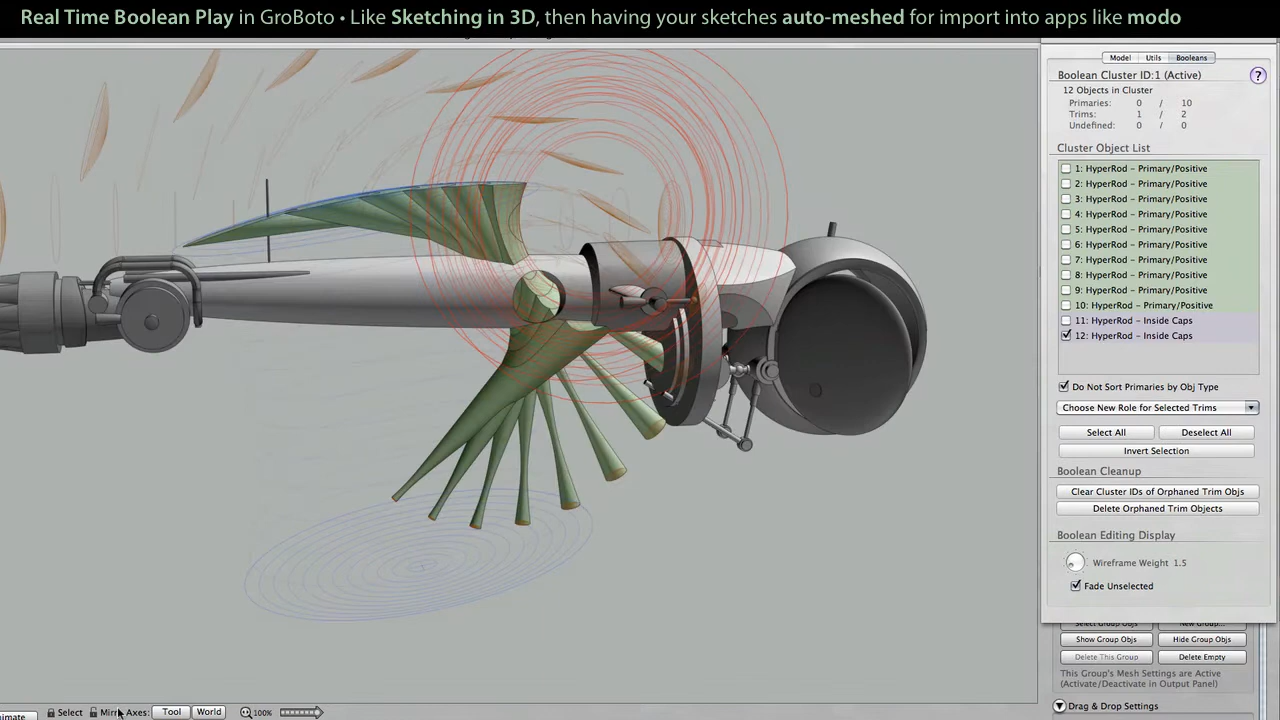 Real Time Boolean Play in GroBoto • Like Sketching in 3D, then having your sketches auto-meshed for import into apps like modo
Model Utils Booleans
Boolean Cluster ID:1 (Active) ?
12 Objects in Cluster
Primaries: 0 / 10
Trims: 1 / 2
Undefined: 0 / 0
Cluster Object List
1: HyperRod - Primary/Positive
2: HyperRod - Primary/Positive
3: HyperRod - Primary/Positive
4: HyperRod - Primary/Positive
5: HyperRod - Primary/Positive
6: HyperRod - Primary/Positive
7: HyperRod - Primary/Positive
8: HyperRod - Primary/Positive
9: HyperRod - Primary/Positive
10: HyperRod - Primary/Positive
11: HyperRod - Inside Caps
12: HyperRod - Inside Caps
Do Not Sort Primaries by Obj Type
Choose New Role for Selected Trims
Select All Deselect All
Invert Selection
Boolean Cleanup
Clear Cluster IDs of Orphaned Trim Objs
Delete Orphaned Trim Objects
Boolean Editing Display
Wireframe Weight 1.5
Fade Unselected
Select Group Objs New Group...
Show Group Objs Hide Group Objs
Delete This Group Delete Empty
This Group's Mesh Settings are Active
(Activate/Deactivate in Output Panel)
Drag & Drop Settings
nimate Select Mirr Axes: Tool World 100%